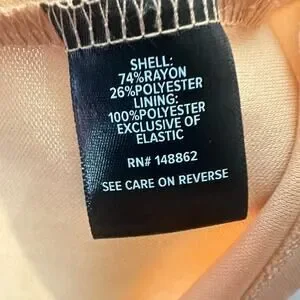 SHELL:
74%RAYON
26%POLYESTER
LINING:
100%POLYESTER
EXCLUSIVE OF
ELASTIC
RN# 148862
SEE CARE ON REVERSE